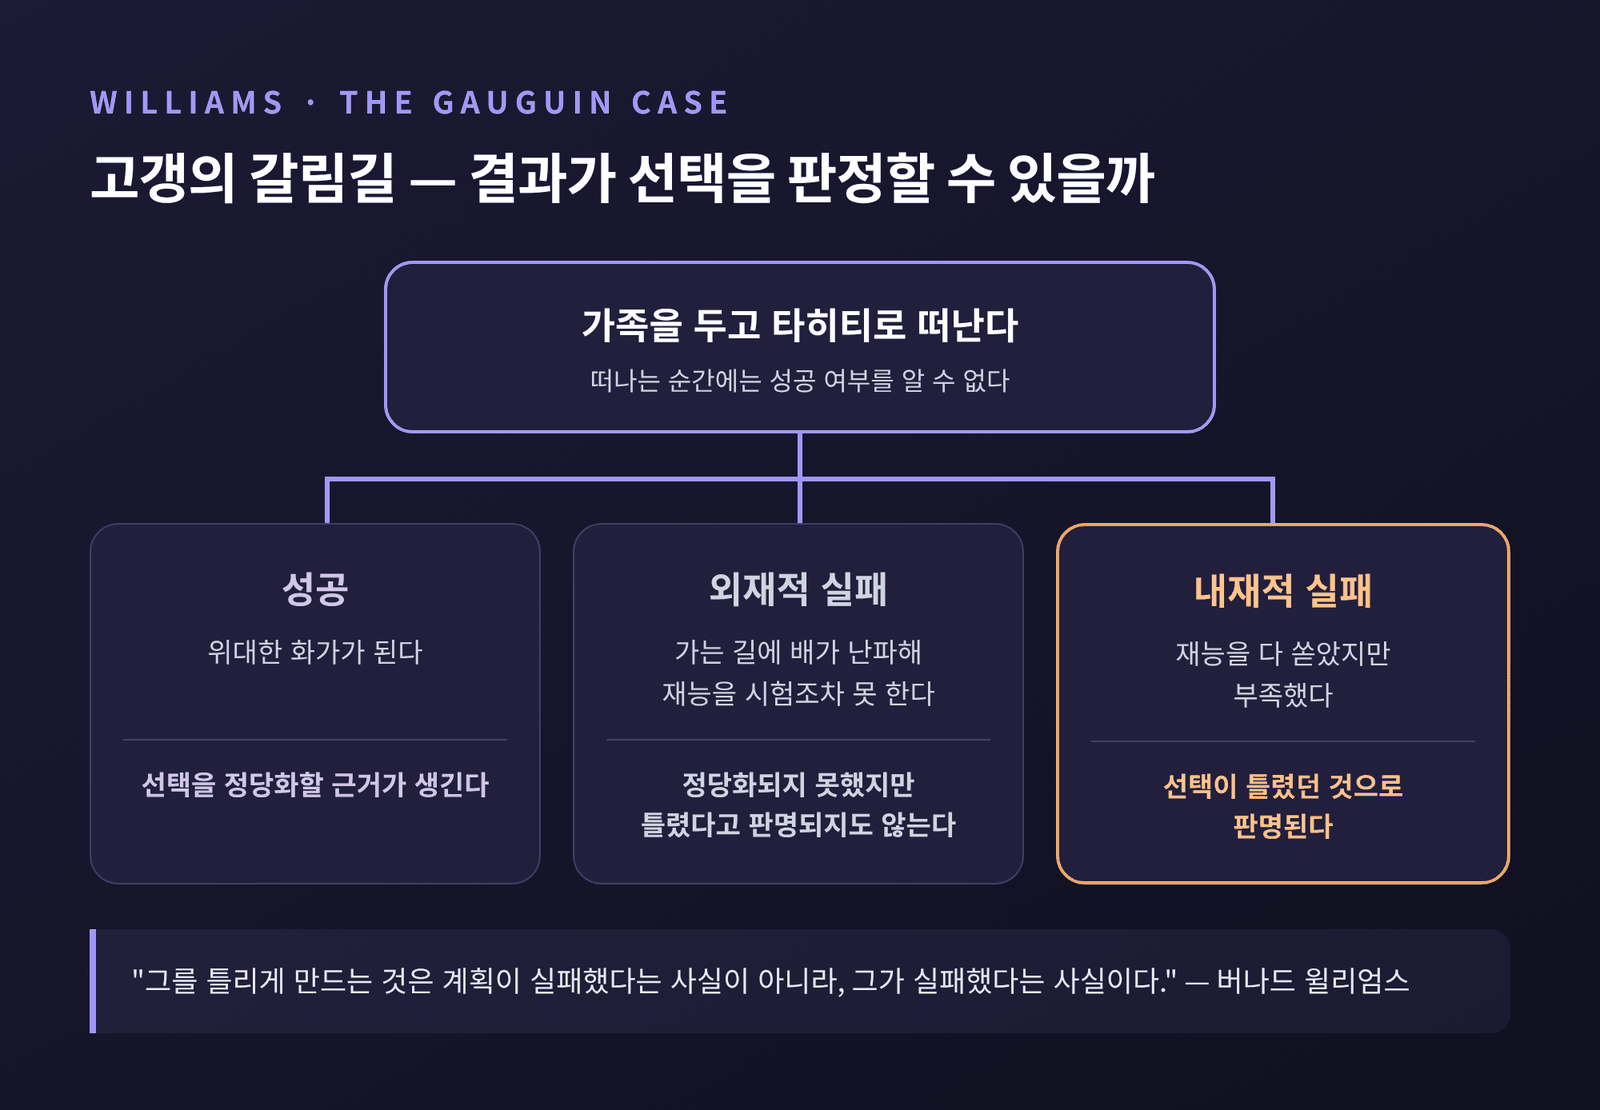 WILLIAMS · THE GAUGUIN CASE
고갱의 갈림길 — 결과가 선택을 판정할 수 있을까
가족을 두고 타히티로 떠난다
떠나는 순간에는 성공 여부를 알 수 없다
성공
위대한 화가가 된다
선택을 정당화할 근거가 생긴다
외재적 실패
가는 길에 배가 난파해
재능을 시험조차 못 한다
정당화되지 못했지만
틀렸다고 판명되지도 않는다
내재적 실패
재능을 다 쏟았지만
부족했다
선택이 틀렸던 것으로
판명된다
"그를 틀리게 만드는 것은 계획이 실패했다는 사실이 아니라, 그가 실패했다는 사실이다." — 버나드 윌리엄스